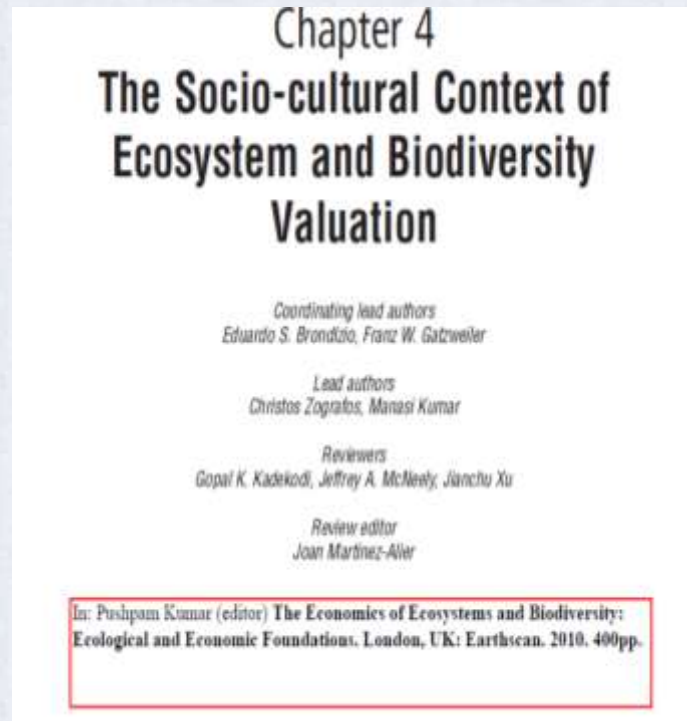 Chapter 4
The Socio-cultural Context of
Ecosystem and Biodiversity
Valuation
Coordinating lead authors
Eduardo S. Brondízio, Franz W. Gatzweiler
Lead authors
Christos Zografos, Manasi Kumar
Reviewers
Gopal K. Kadekodi, Jeffrey A. McNeely, Jianchu Xu
Review editor
Joan Martinez-Alier
In: Pushpam Kumar (editor) The Economics of Ecosystems and Biodiversity:
Ecological and Economic Foundations. London, UK: Earthscan. 2010. 400pp.